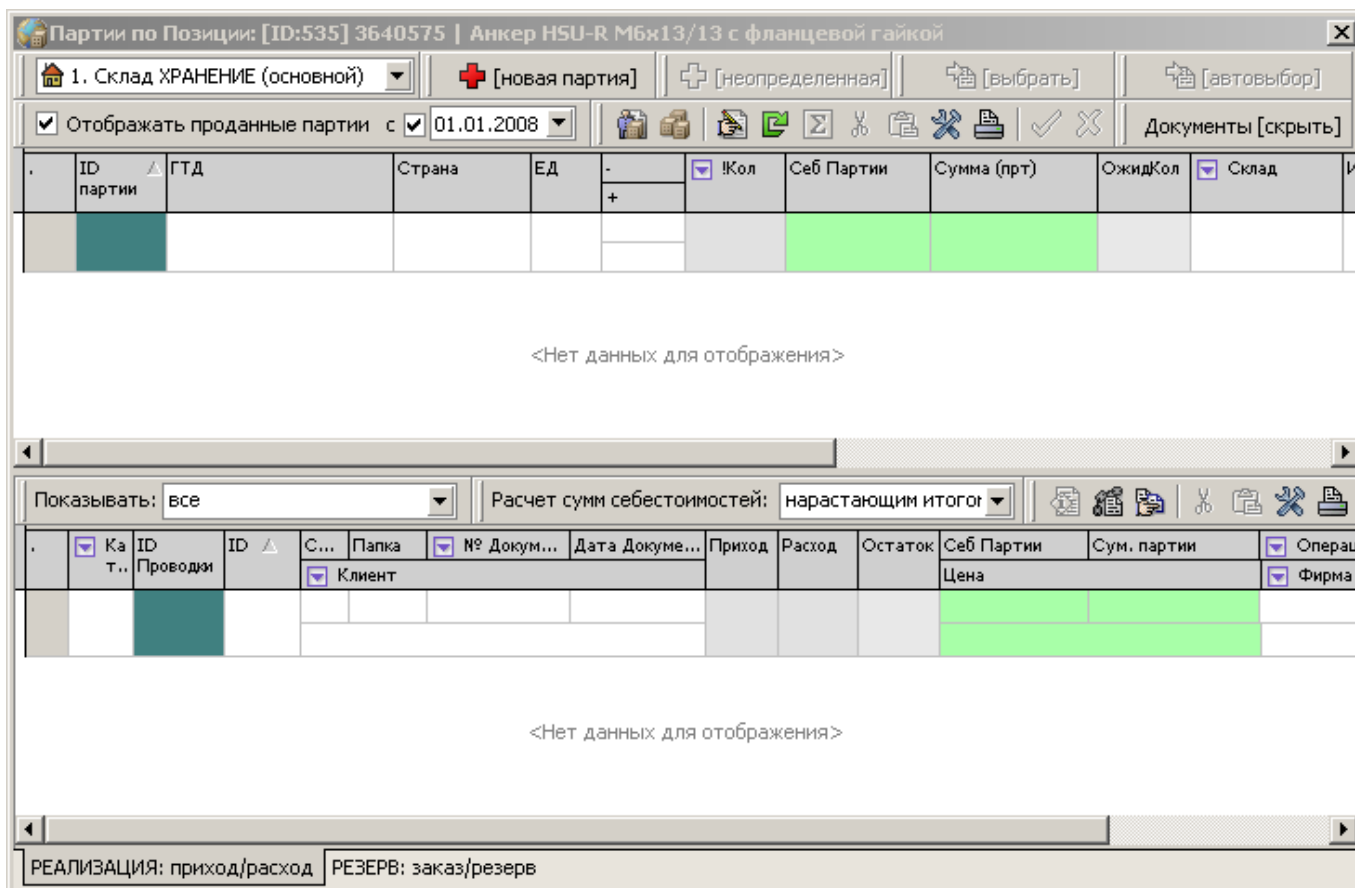 Партии по Позиции: [ID:535] 3640575 | Анкер HSU-R M6x13/13 с фланцевой гайкой
1. Склад ХРАНЕНИЕ (основной) [новая партия] [неопределенная] [выбрать] [автовыбор]
Отображать проданные партии с 01.01.2008 Документы [скрыть]
. ID партии ГТД Страна ЕД - !Кол Себ Партии Сумма (прт) ОжидКол Склад
+
<Нет данных для отображения>
Показывать: все Расчет сумм себестоимостей: нарастающим итогог
. Ка т.. ID Проводки ID С... Папка № Докум... Дата Докуме... Приход Расход Остаток Себ Партии Сум. партии Операц
Клиент Цена Фирма
<Нет данных для отображения>
РЕАЛИЗАЦИЯ: приход/расход РЕЗЕРВ: заказ/резерв